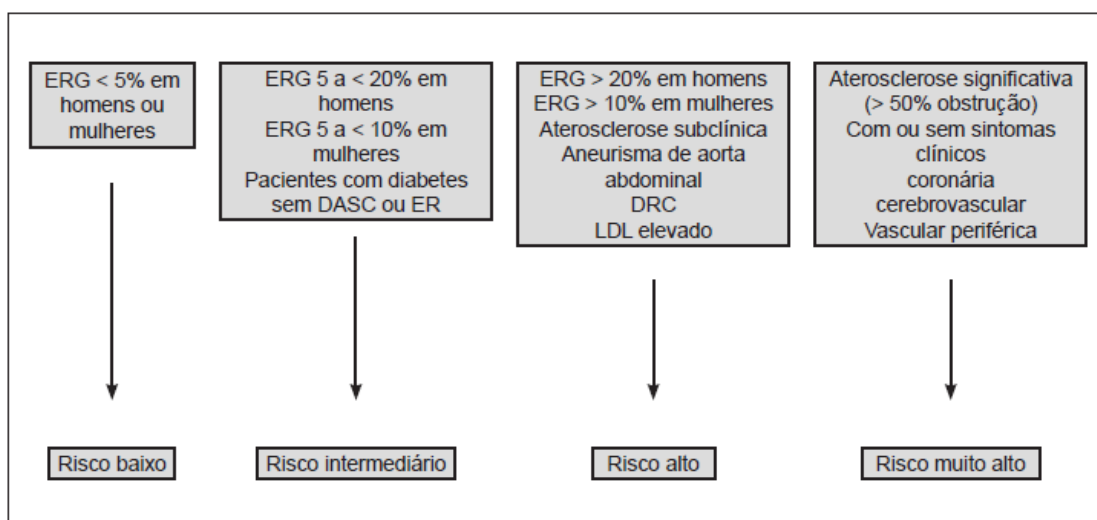 ERG < 5% em
homens ou
mulheres
ERG 5 a < 20% em
homens
ERG 5 a < 10% em
mulheres
Pacientes com diabetes
sem DASC ou ER
ERG > 20% em homens
ERG > 10% em mulheres
Aterosclerose subclínica
Aneurisma de aorta
abdominal
DRC
LDL elevado
Aterosclerose significativa
(> 50% obstrução)
Com ou sem sintomas
clínicos
coronária
cerebrovascular
Vascular periférica
Risco baixo
Risco intermediário
Risco alto
Risco muito alto